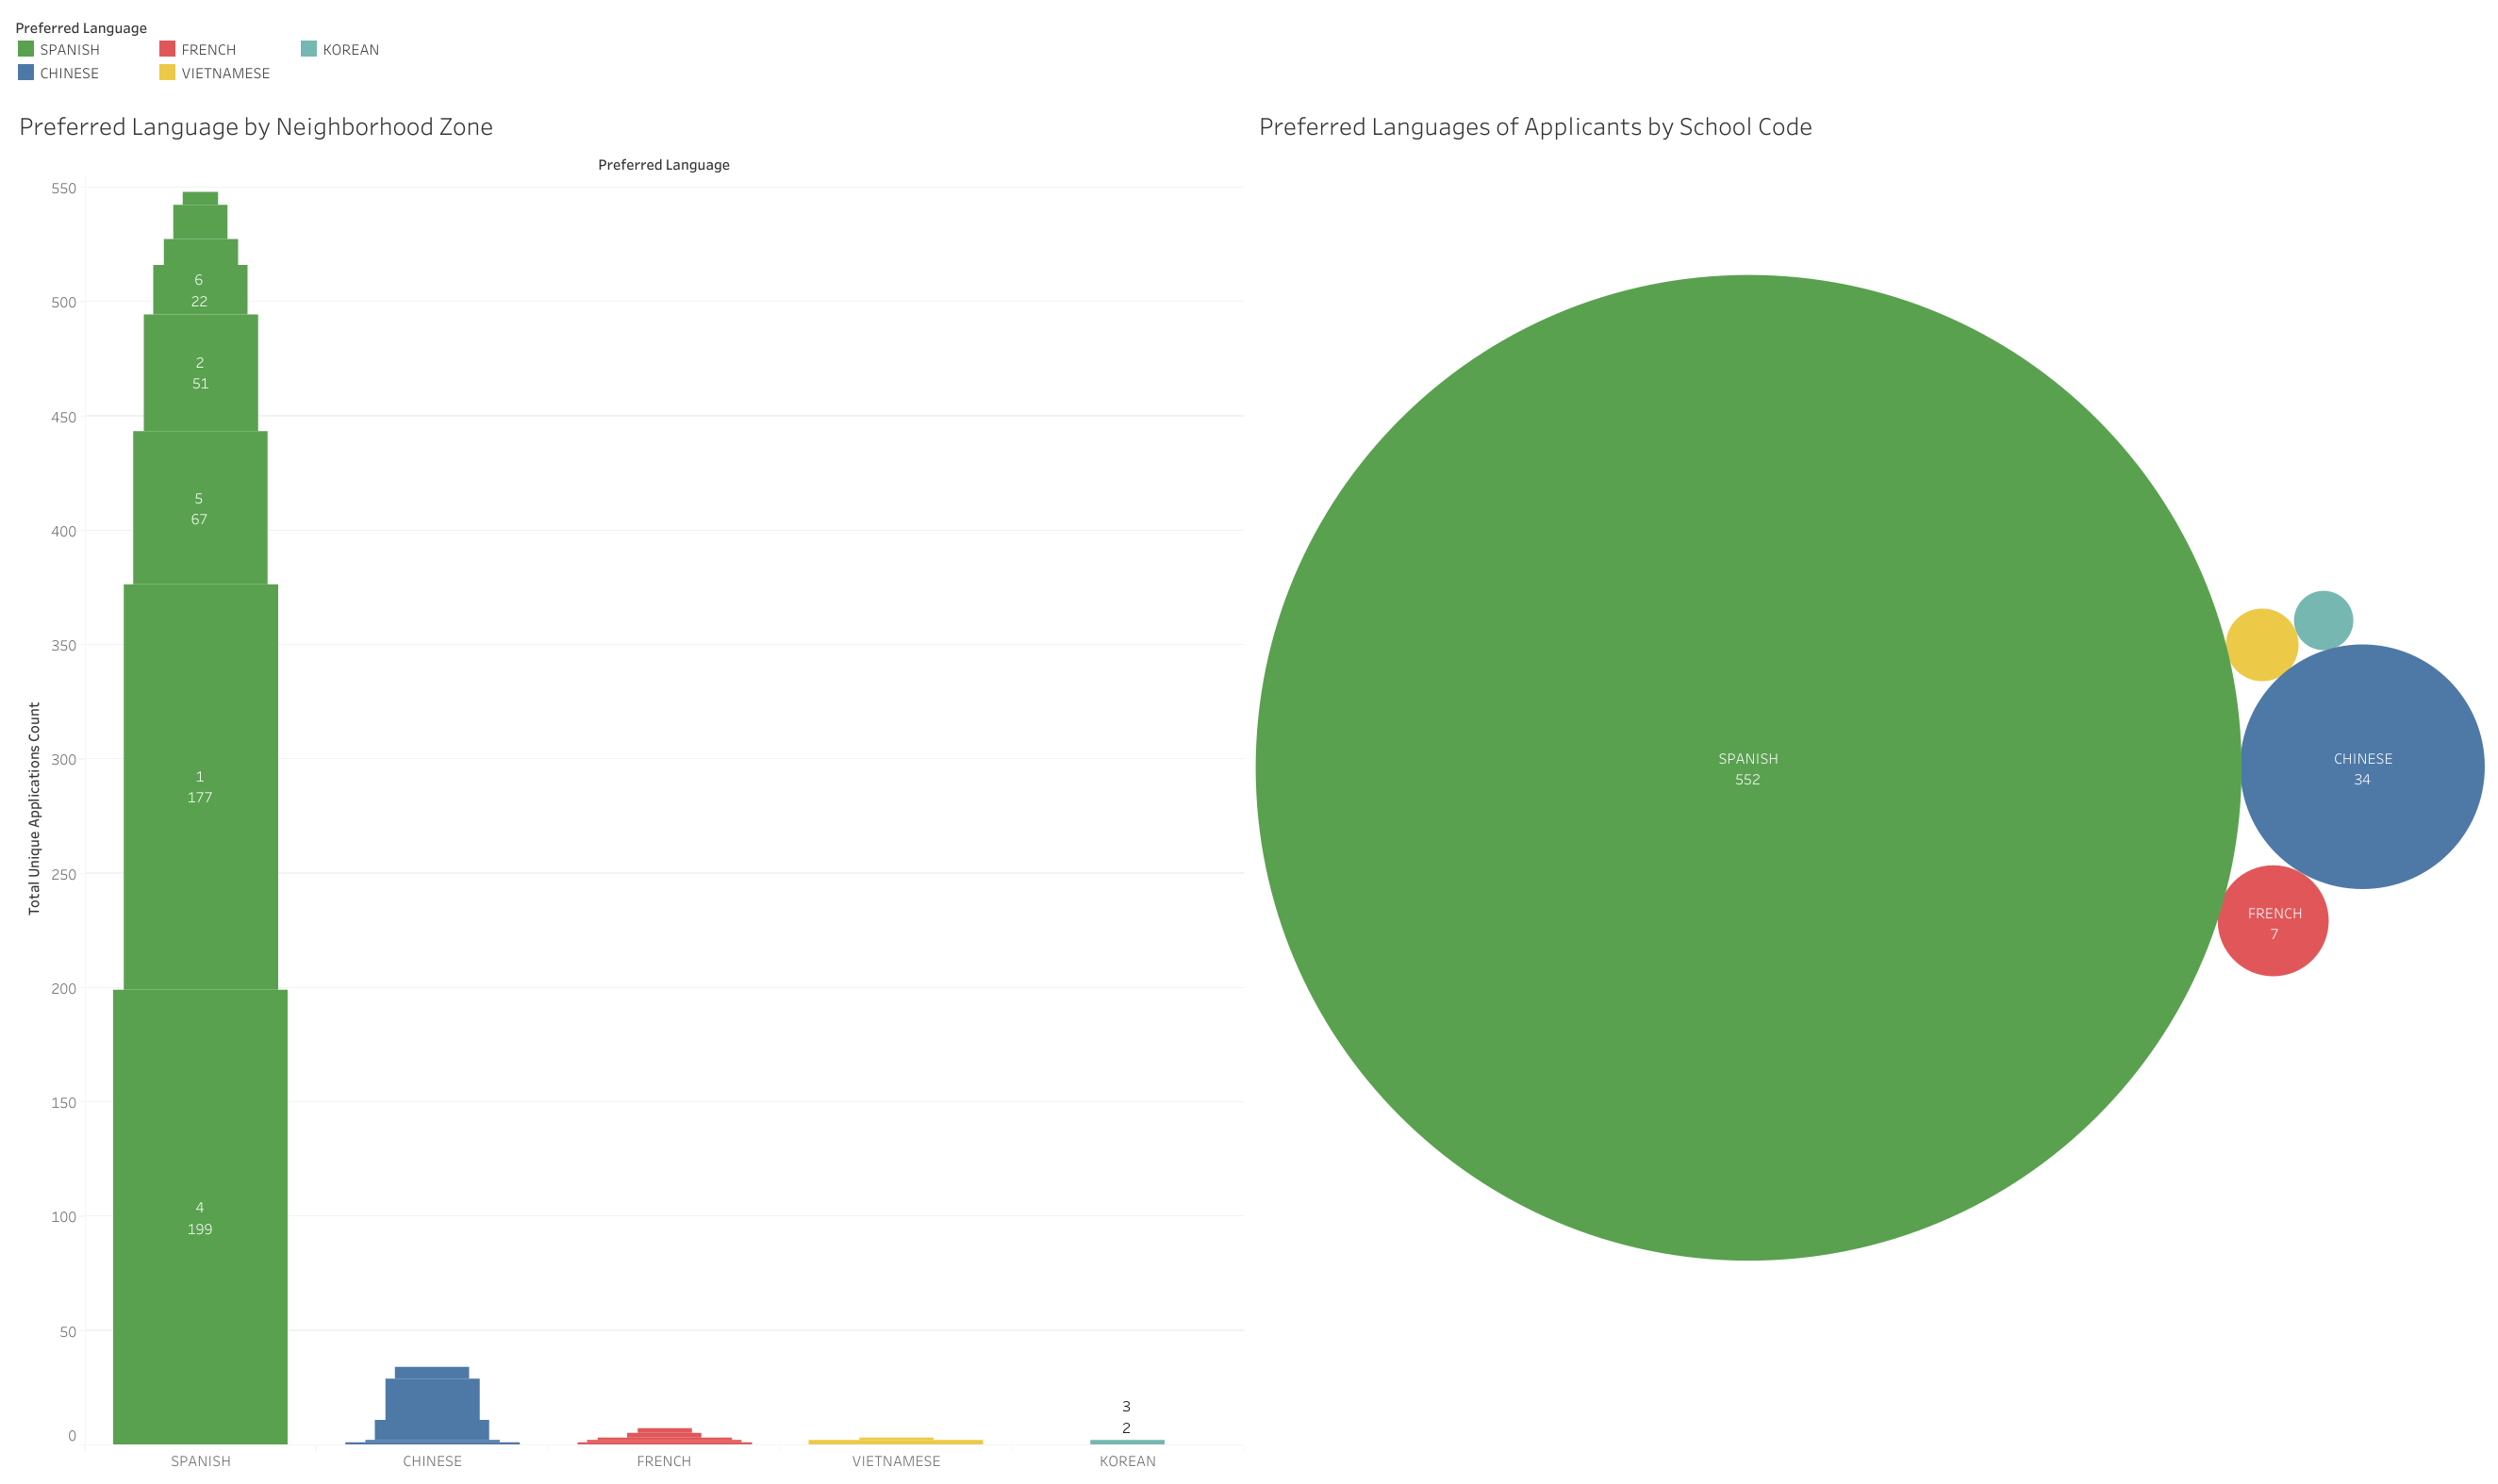 Preferred Language
SPANISH
FRENCH
KOREAN
CHINESE
VIETNAMESE
Preferred Language by Neighborhood Zone
Preferred Language
Total Unique Applications Count
550
500
450
400
350
300
250
200
150
100
50
0
6
22
2
51
5
67
1
177
4
199
3
2
SPANISH
CHINESE
FRENCH
VIETNAMESE
KOREAN
Preferred Languages of Applicants by School Code
SPANISH
552
CHINESE
34
FRENCH
7